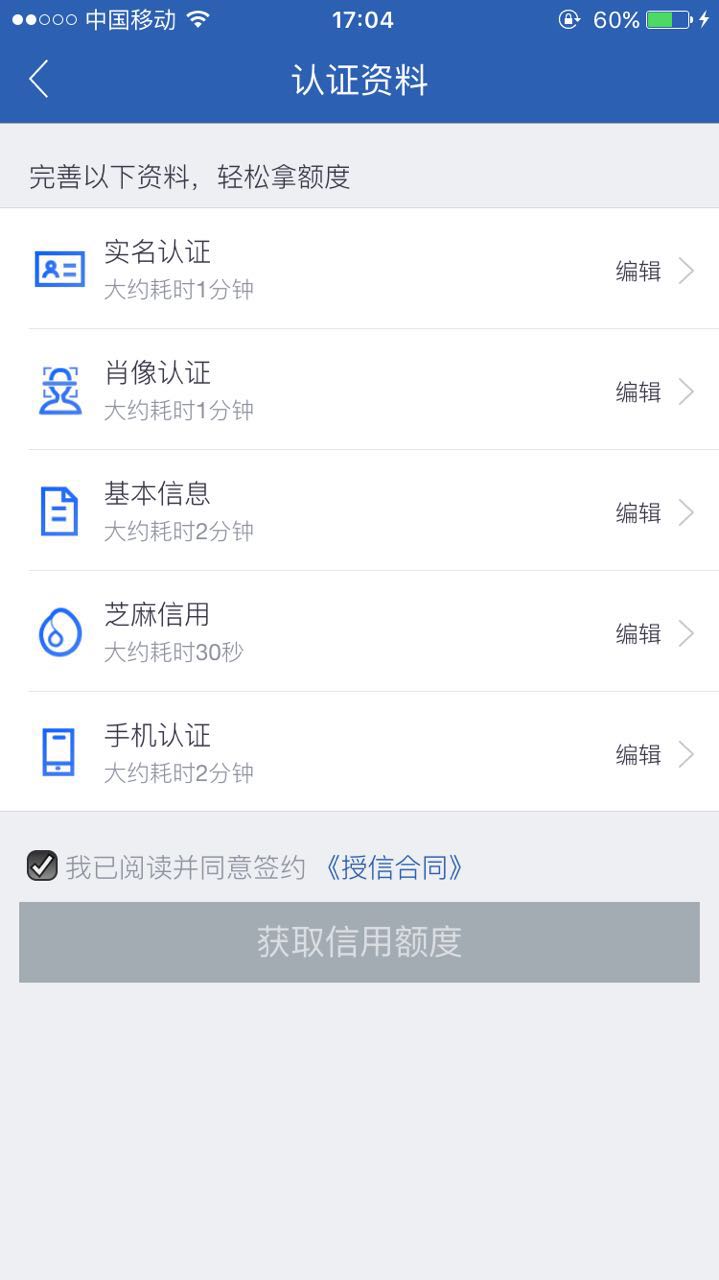 中国移动 17:04 60%
认证资料
完善以下资料，轻松拿额度
实名认证
大约耗时1分钟
编辑
肖像认证
大约耗时1分钟
编辑
基本信息
大约耗时2分钟
编辑
芝麻信用
大约耗时30秒
编辑
手机认证
大约耗时2分钟
编辑
我已阅读并同意签约《授信合同》
获取信用额度